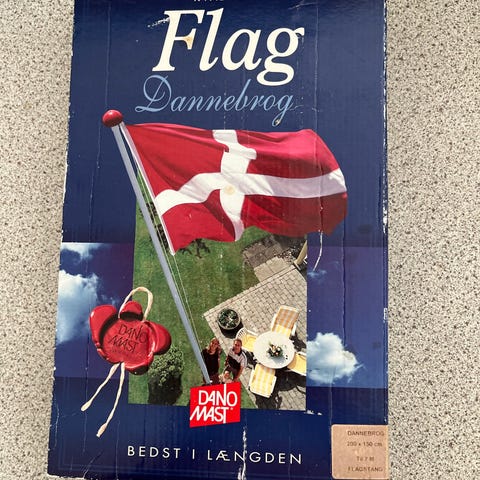 Flag
Dannebrog
DANO
MAST
DANO
MAST
BEDST I LÆNGDEN
DANNEBROG
200 x 150 cm
Til 7 M
FLAGSTANG